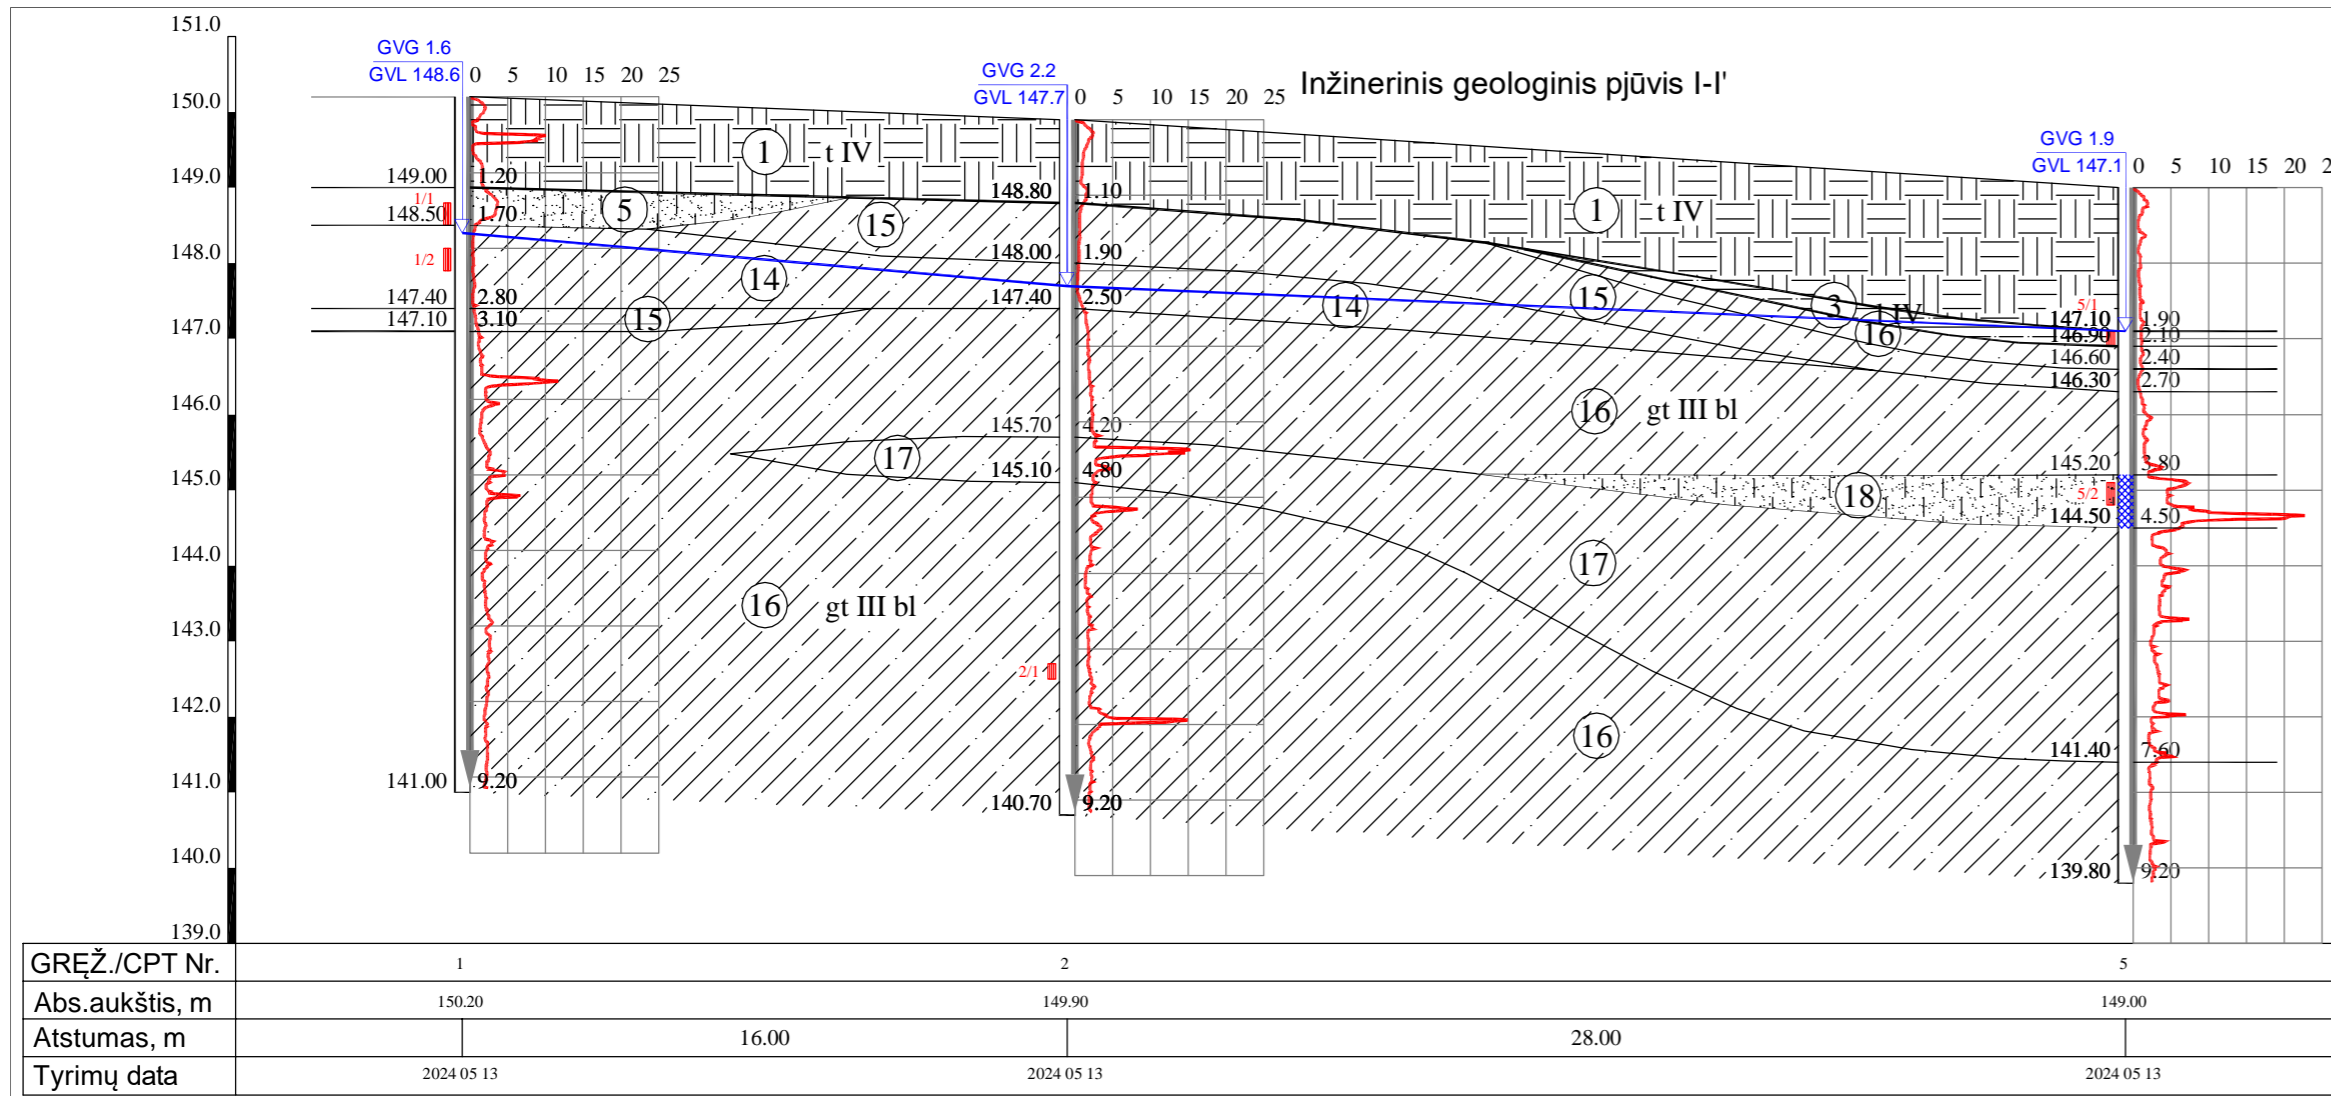 Inžinerinis geologinis pjūvis I-I'
151.0
150.0
149.0
148.0
147.0
146.0
145.0
144.0
143.0
142.0
141.0
140.0
139.0
GVG 1.6
GVL 148.6
0 5 10 15 20 25
149.00 1.20
1/1
148.50 1.70
1/2
147.40 2.80
147.10 3.10
141.00 9.20
1 t IV
5
15
14
15
17
16 gt III bl
GVG 2.2
GVL 147.7
0 5 10 15 20 25
148.80 1.10
148.00 1.90
147.40 2.50
145.70 4.20
145.10 4.80
2/1
140.70 9.20
1 t IV
15
14
3 l IV
16
16 gt III bl
18
17
16
GVG 1.9
GVL 147.1
0 5 10 15 20
5/1
147.10 1.90
146.90 2.10
146.60 2.40
146.30 2.70
145.20 3.80
5/2
144.50 4.50
141.40 7.60
139.80 9.20
GRĘŽ./CPT Nr. 1 2 5
Abs.aukštis, m 150.20 149.90 149.00
Atstumas, m 16.00 28.00
Tyrimų data 2024 05 13 2024 05 13 2024 05 13